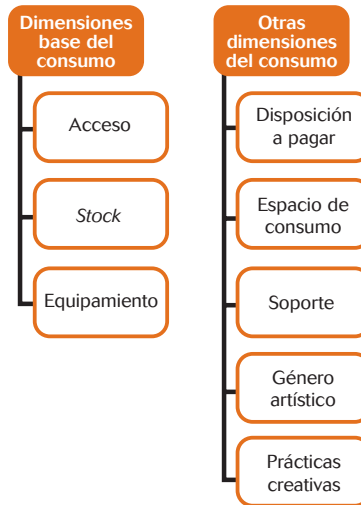 Dimensiones
base del
consumo
Acceso
Stock
Equipamiento
Otras
dimensiones
del consumo
Disposición
a pagar
Espacio de
consumo
Soporte
Género
artístico
Prácticas
creativas